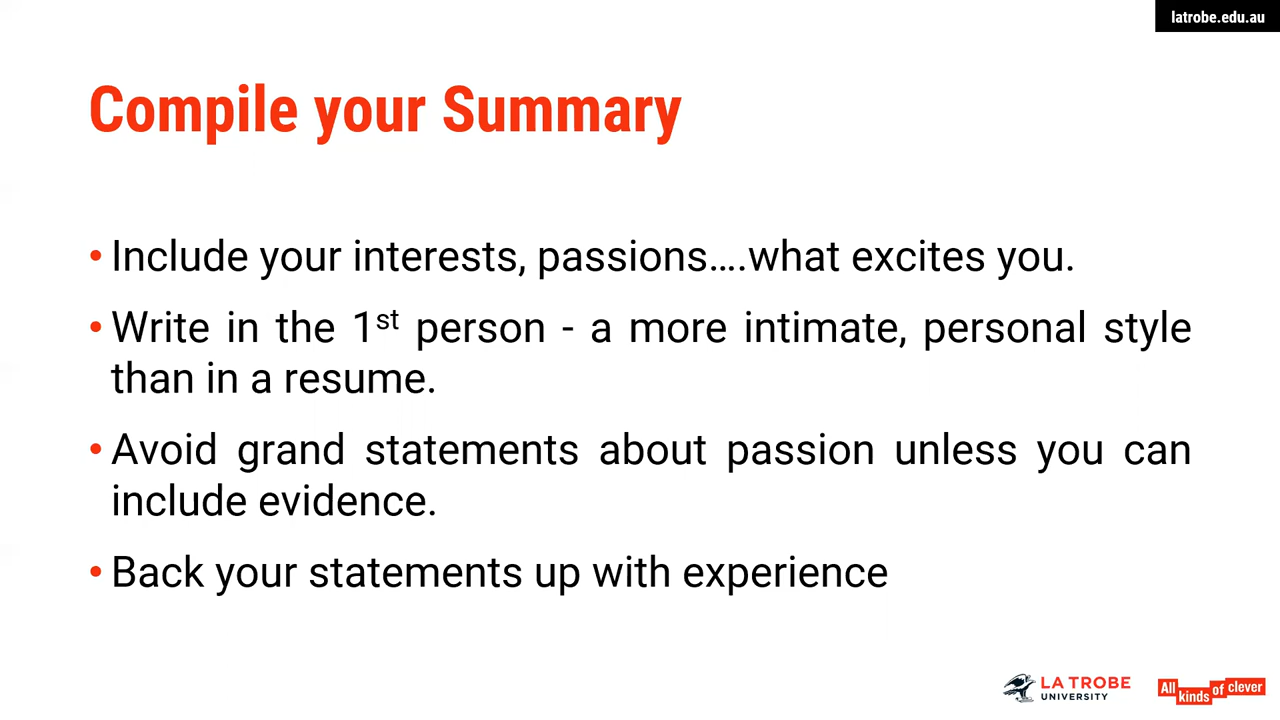 latrobe.edu.au
Compile your Summary
• Include your interests, passions….what excites you.
• Write in the 1st person - a more intimate, personal style
than in a resume.
• Avoid grand statements about passion unless you can
include evidence.
• Back your statements up with experience
LA TROBE
UNIVERSITY
All kinds of clever